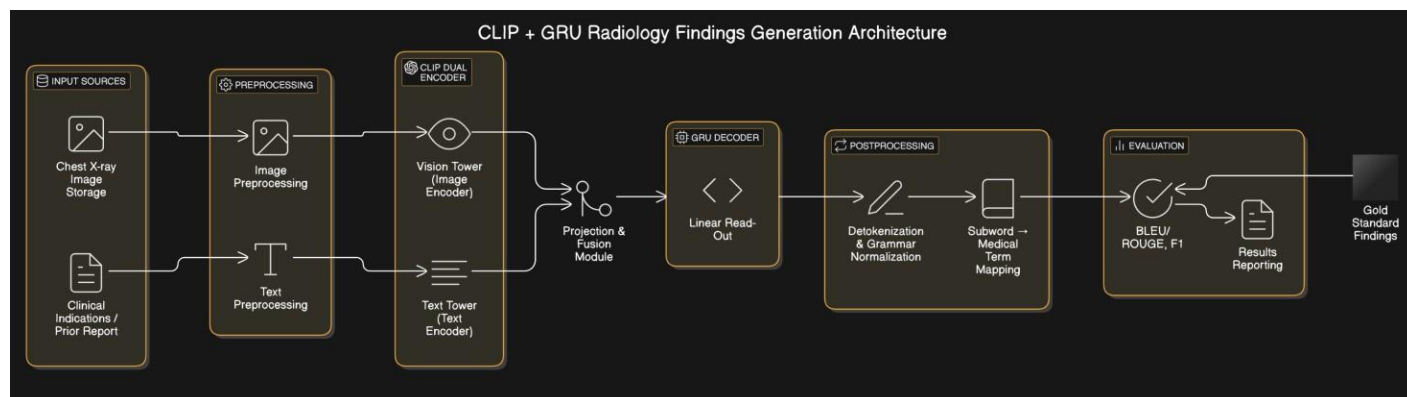 CLIP + GRU Radiology Findings Generation Architecture
INPUT SOURCES
Chest X-ray
Image
Storage
Clinical
Indications /
Prior Report
PREPROCESSING
Image
Preprocessing
Text
Preprocessing
CLIP DUAL
ENCODER
Vision Tower
(Image
Encoder)
Text Tower
(Text
Encoder)
Projection &
Fusion
Module
GRU DECODER
Linear Read-
Out
POSTPROCESSING
Detokenization
& Grammar
Normalization
Subword →
Medical
Term
Mapping
EVALUATION
BLEU/
ROUGE, F1
Results
Reporting
Gold
Standard
Findings